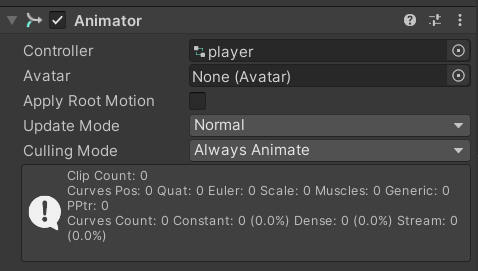 Animator
Controller player
Avatar None (Avatar)
Apply Root Motion
Update Mode Normal
Culling Mode Always Animate
Clip Count: 0
Curves Pos: 0 Quat: 0 Euler: 0 Scale: 0 Muscles: 0 Generic: 0
PPtr: 0
Curves Count: 0 Constant: 0 (0.0%) Dense: 0 (0.0%) Stream: 0
(0.0%)